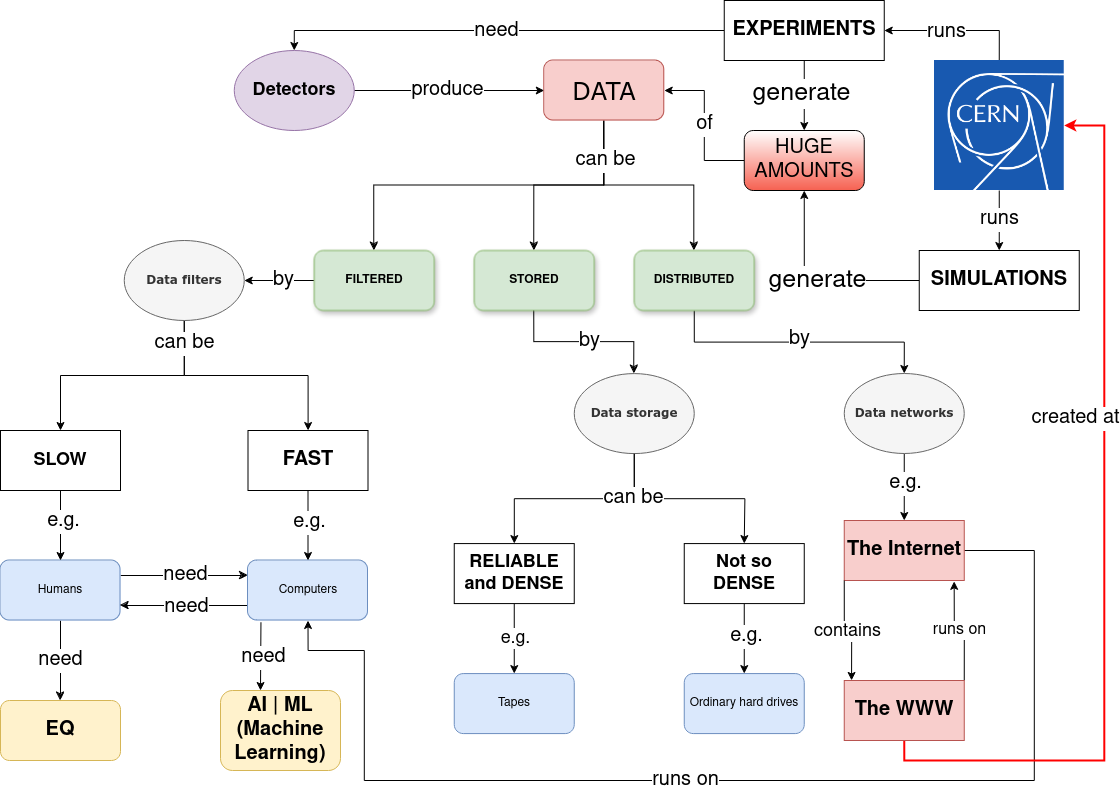 need
EXPERIMENTS
runs
Detectors
produce
DATA
generate
CERN
of
HUGE
AMOUNTS
can be
runs
Data filters
by
FILTERED
STORED
DISTRIBUTED
generate
SIMULATIONS
can be
by
by
Data storage
Data networks
created at
SLOW
FAST
can be
e.g.
e.g.
e.g.
RELIABLE
and DENSE
Not so
DENSE
The Internet
Humans
need
need
Computers
e.g.
e.g.
contains
runs on
need
need
Tapes
Ordinary hard drives
The WWW
EQ
AI | ML
(Machine
Learning)
runs on